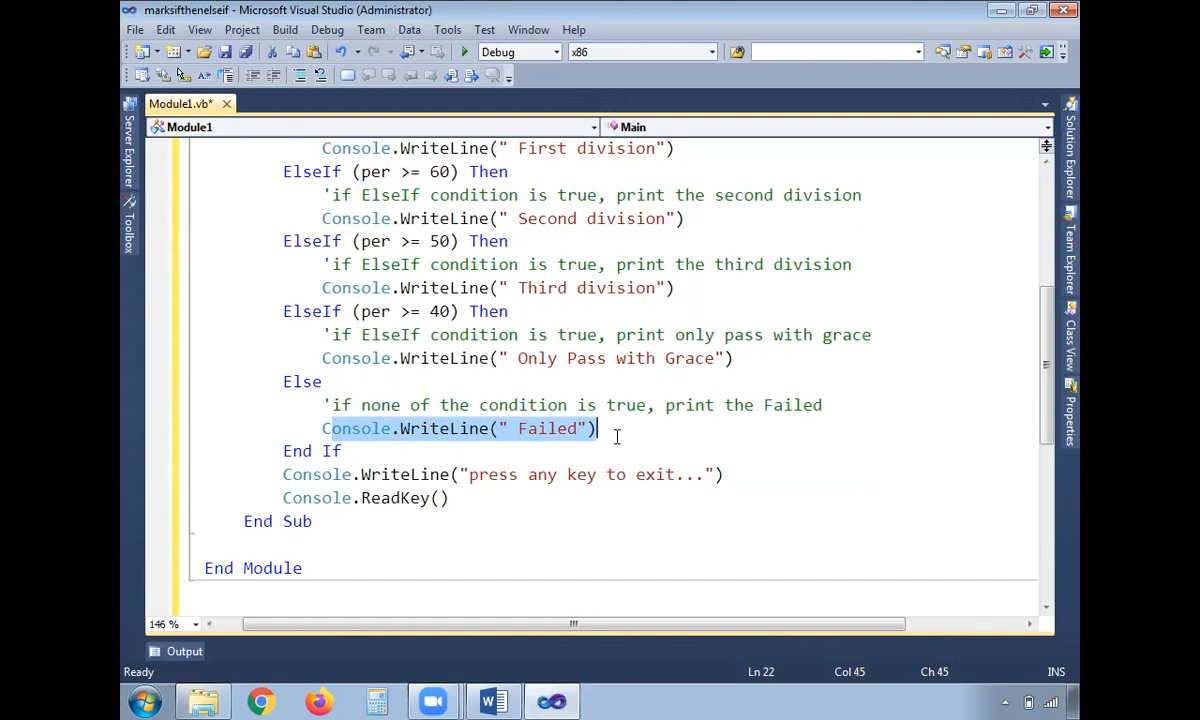 marksifthenelseif - Microsoft Visual Studio (Administrator)
File Edit View Project Build Debug Team Data Tools Test Window Help
Debug x86
Module1.vb*
Module1 Main
Console.WriteLine(" First division")
ElseIf (per >= 60) Then
'if ElseIf condition is true, print the second division
Console.WriteLine(" Second division")
ElseIf (per >= 50) Then
'if ElseIf condition is true, print the third division
Console.WriteLine(" Third division")
ElseIf (per >= 40) Then
'if ElseIf condition is true, print only pass with grace
Console.WriteLine(" Only Pass with Grace")
Else
'if none of the condition is true, print the Failed
Console.WriteLine(" Failed")
End If
Console.WriteLine("press any key to exit...")
Console.ReadKey()
End Sub
End Module
146 %
Output
Ready Ln 22 Col 45 Ch 45 INS
Server Explorer
Toolbox
Solution Explorer
Team Explorer
Class View
Properties